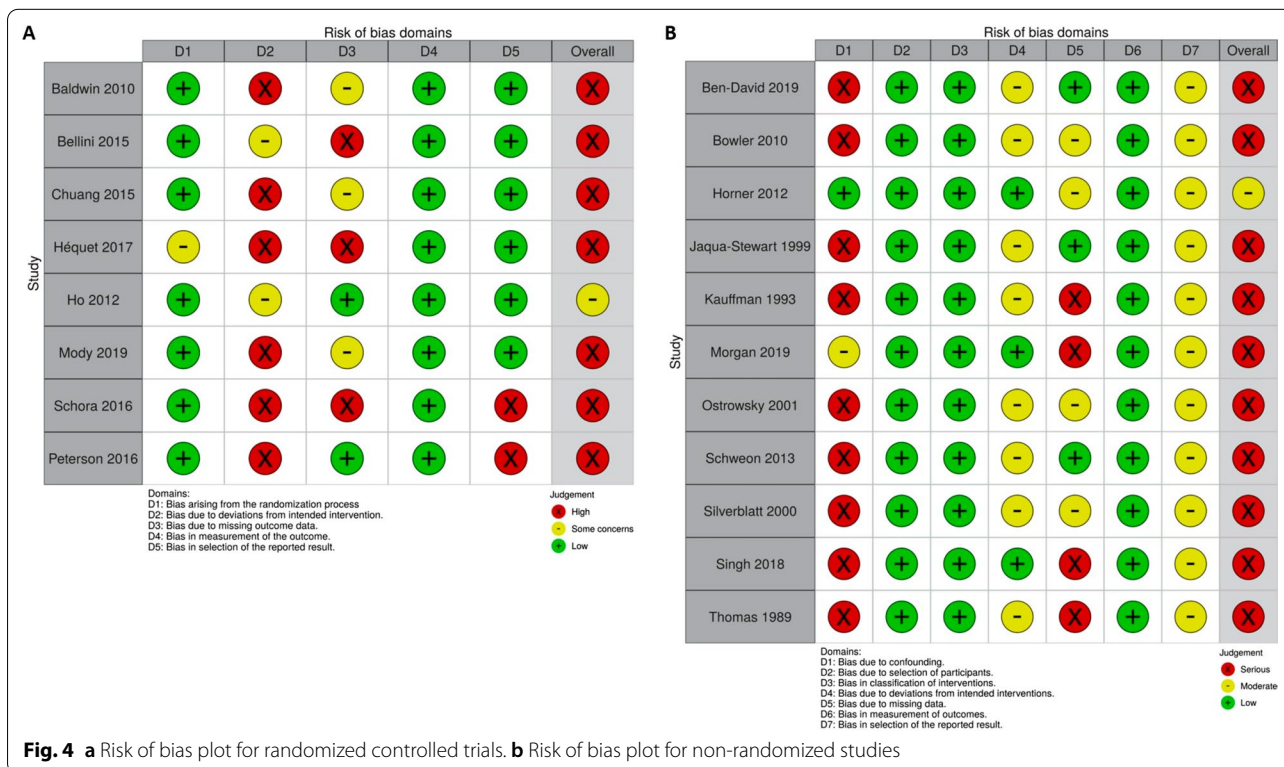 A
Risk of bias domains
D1 D2 D3 D4 D5 Overall
Study
Baldwin 2010 + X - + + X
Bellini 2015 + - X + + X
Chuang 2015 + X - + + X
Héquet 2017 - X X + + X
Ho 2012 + - + + + -
Mody 2019 + X - + + X
Schora 2016 + X X + X X
Peterson 2016 + X + + X X
Domains:
D1: Bias arising from the randomization process
D2: Bias due to deviations from intended intervention.
D3: Bias due to missing outcome data.
D4: Bias in measurement of the outcome.
D5: Bias in selection of the reported result.
Judgement
X High
- Some concerns
+ Low
B
Risk of bias domains
D1 D2 D3 D4 D5 D6 D7 Overall
Study
Ben-David 2019 X + + - + + - X
Bowler 2010 X + + - - + - X
Horner 2012 + + + + - + - -
Jaqua-Stewart 1999 X + + - + + - X
Kauffman 1993 X + + - X + - X
Morgan 2019 - + + + X + - X
Ostrowsky 2001 X + + - - + - X
Schweon 2013 X + + - + + - X
Silverblatt 2000 X + + - - + - X
Singh 2018 X + + + X + - X
Thomas 1989 X + + - X + - X
Domains:
D1: Bias due to confounding.
D2: Bias due to selection of participants.
D3: Bias in classification of interventions.
D4: Bias due to deviations from intended interventions.
D5: Bias due to missing data.
D6: Bias in measurement of outcomes.
D7: Bias in selection of the reported result.
Judgement
X Serious
- Moderate
+ Low
Fig. 4 a Risk of bias plot for randomized controlled trials. b Risk of bias plot for non-randomized studies